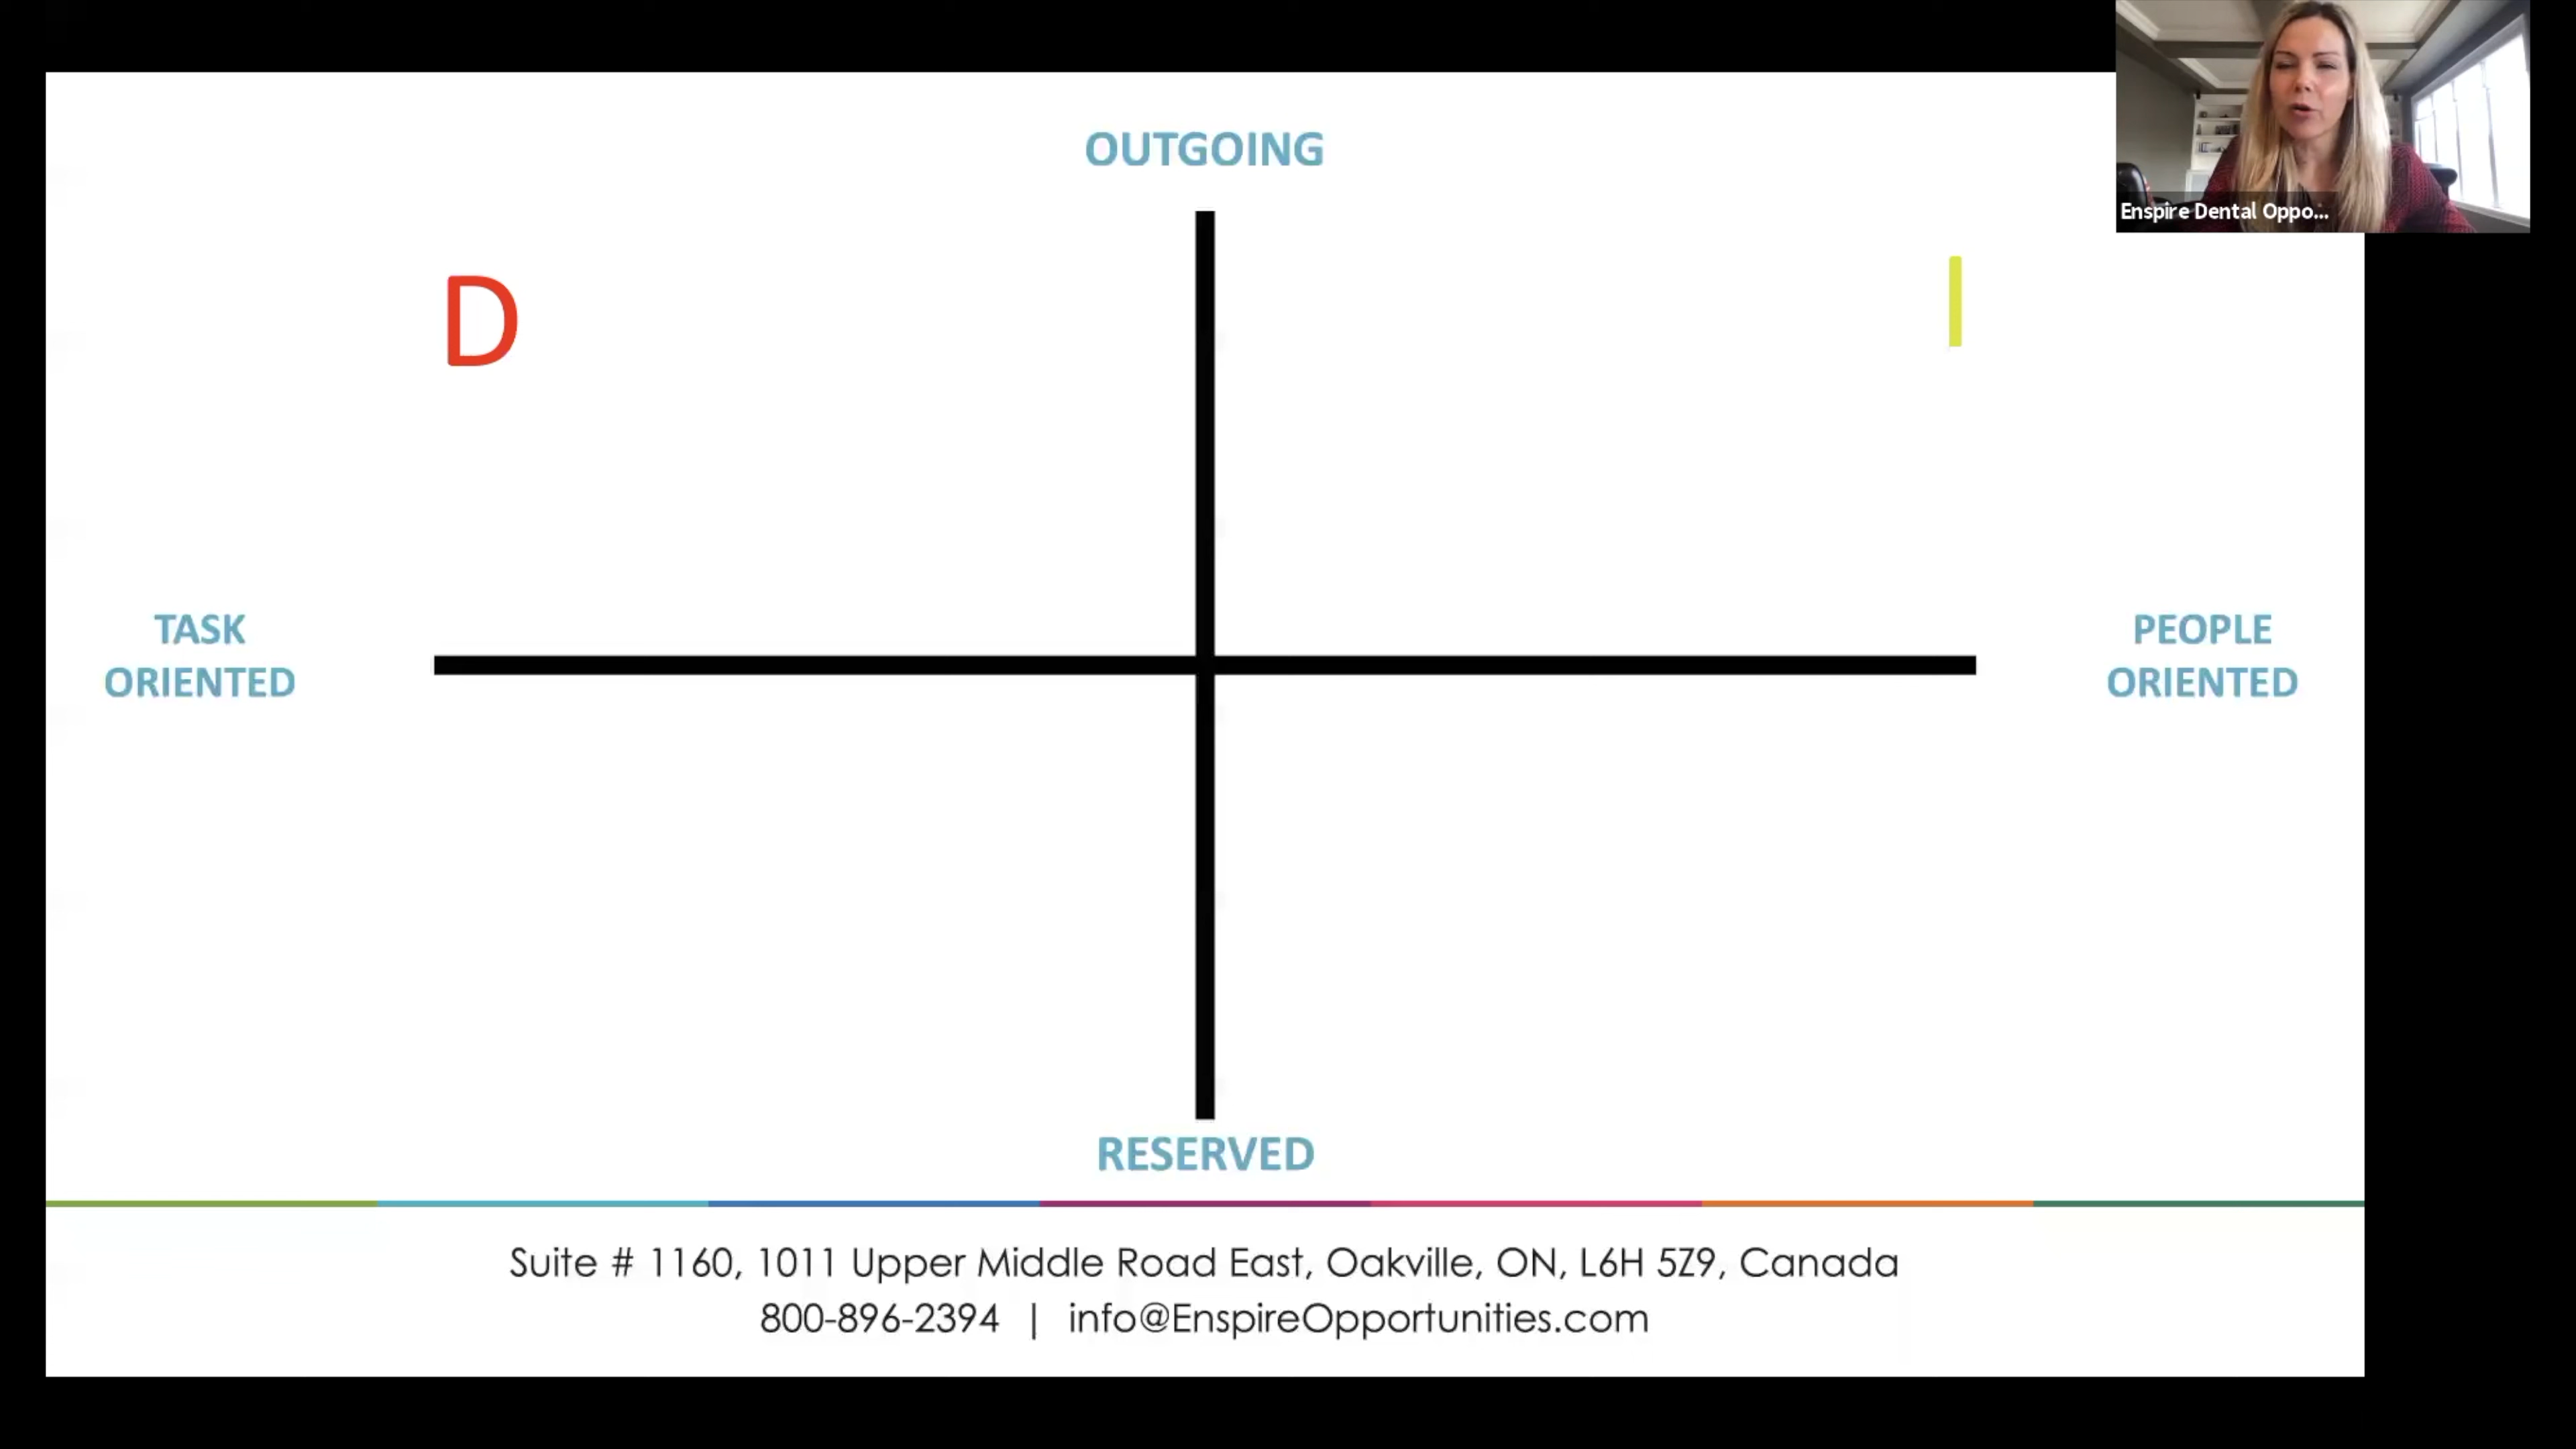 OUTGOING
Enspire Dental Oppo...
D
I
TASK
ORIENTED
PEOPLE
ORIENTED
RESERVED
Suite # 1160, 1011 Upper Middle Road East, Oakville, ON, L6H 5Z9, Canada
800-896-2394 | info@EnspireOpportunities.com